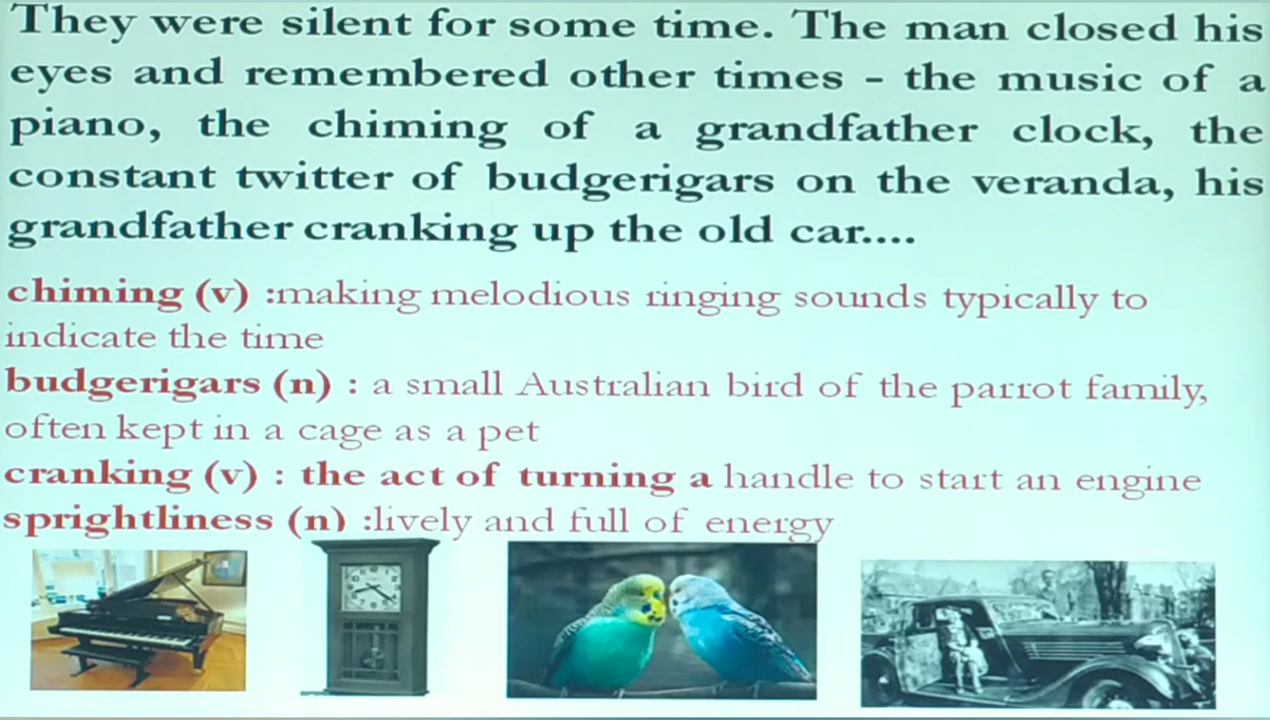 They were silent for some time. The man closed his
eyes and remembered other times - the music of a
piano, the chiming of a grandfather clock, the
constant twitter of budgerigars on the veranda, his
grandfather cranking up the old car....
chiming (v) :making melodious ringing sounds typically to
indicate the time
budgerigars (n) : a small Australian bird of the parrot family,
often kept in a cage as a pet
cranking (v) : the act of turning a handle to start an engine
sprightliness (n) :lively and full of energy